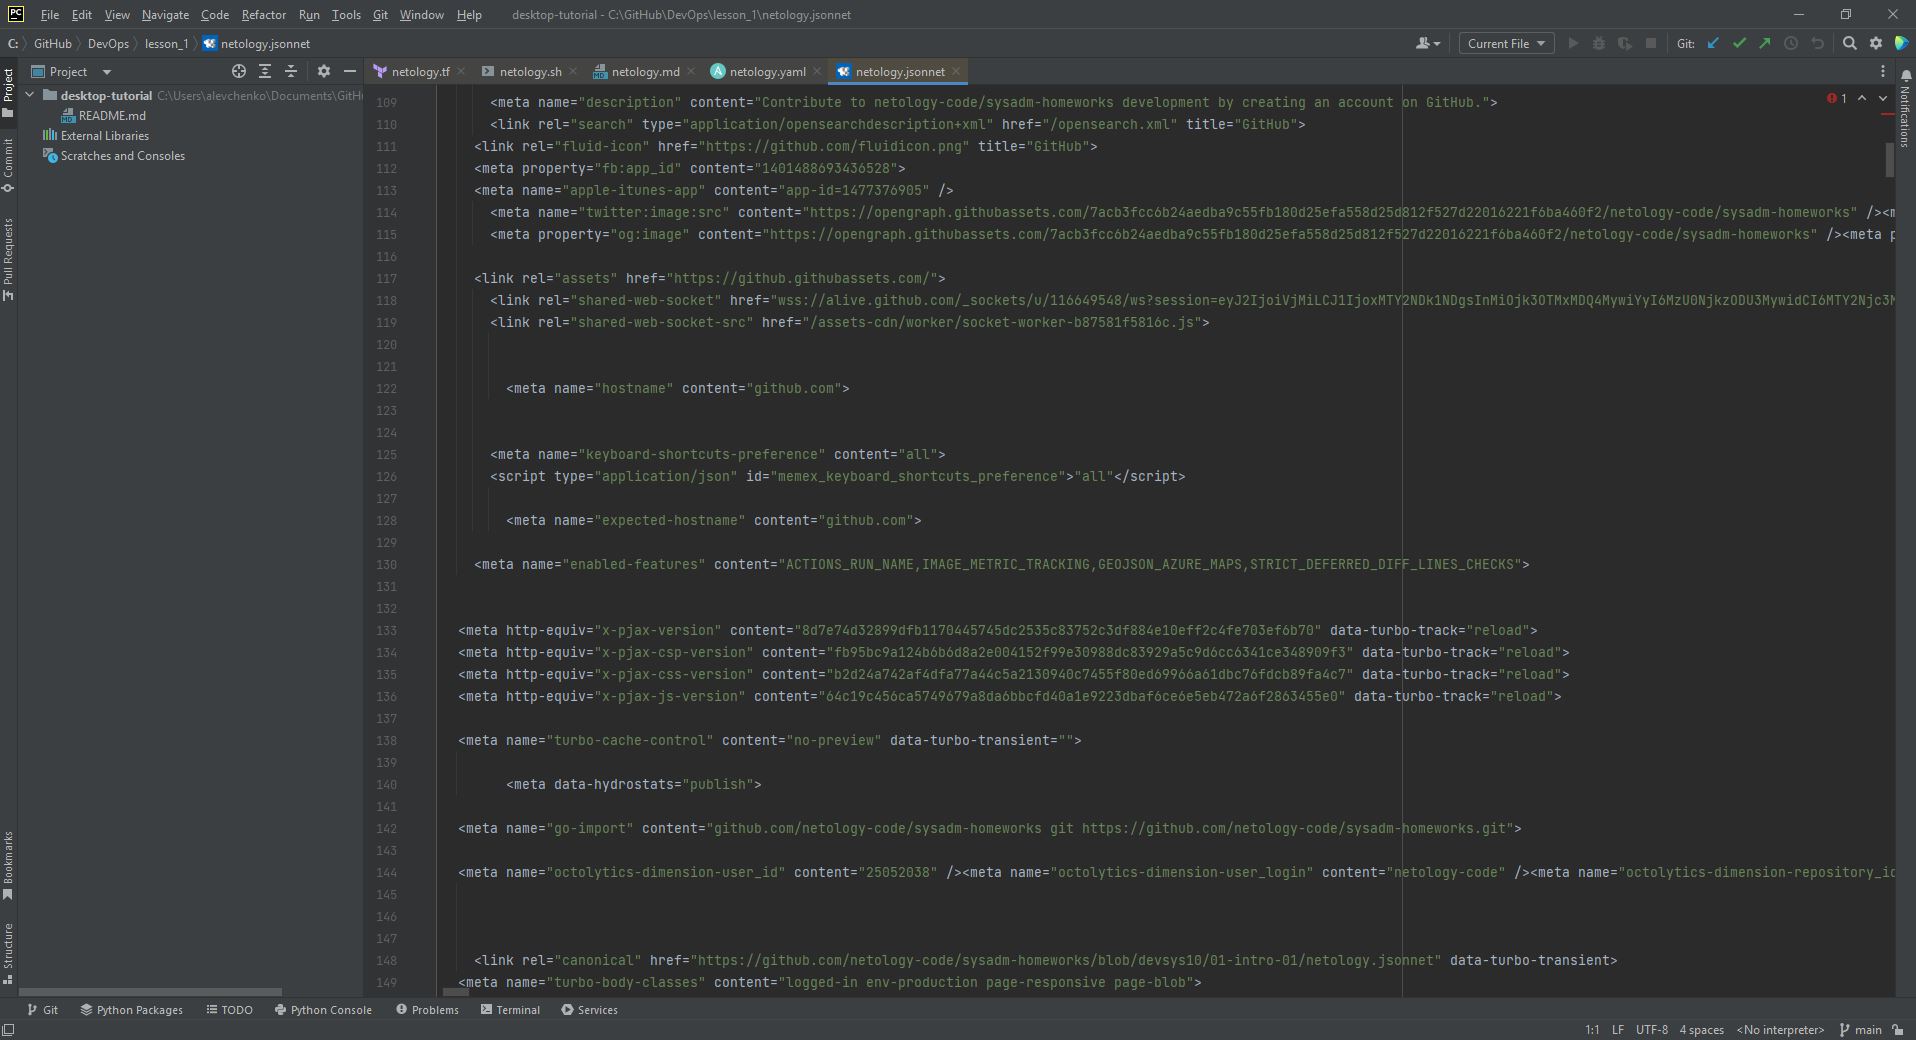 PC File Edit View Navigate Code Refactor Run Tools Git Window Help desktop-tutorial - C:\GitHub\DevOps\lesson_1\netology.jsonnet
C: GitHub DevOps lesson_1 netology.jsonnet Current File Git:
Project
netology.tf netology.sh netology.md netology.yaml netology.jsonnet
desktop-tutorial C:\Users\alevchenko\Documents\GitH
README.md
External Libraries
Scratches and Consoles
Project
Commit
Pull Requests
Bookmarks
Structure
109 <meta name="description" content="Contribute to netology-code/sysadm-homeworks development by creating an account on GitHub.">
110 <link rel="search" type="application/opensearchdescription+xml" href="/opensearch.xml" title="GitHub">
111 <link rel="fluid-icon" href="https://github.com/fluidicon.png" title="GitHub">
112 <meta property="fb:app_id" content="1401488693436528">
113 <meta name="apple-itunes-app" content="app-id=1477376905" />
114 <meta name="twitter:image:src" content="https://opengraph.githubassets.com/7acb3fcc6b24aedba9c55fb180d25efa558d25d812f527d22016221f6ba460f2/netology-code/sysadm-homeworks" /><m
115 <meta property="og:image" content="https://opengraph.githubassets.com/7acb3fcc6b24aedba9c55fb180d25efa558d25d812f527d22016221f6ba460f2/netology-code/sysadm-homeworks" /><meta p
116
117 <link rel="assets" href="https://github.githubassets.com/">
118 <link rel="shared-web-socket" href="wss://alive.github.com/_sockets/u/116649548/ws?session=eyJ2IjoiVjMiLCJ1IjoxMTY2NDk1NDgsInMiOjk3OTMxMDQ4MywiYyI6MzU0NjkzODU3MywidCI6MTY2Njc3M
119 <link rel="shared-web-socket-src" href="/assets-cdn/worker/socket-worker-b87581f5816c.js">
120
121
122 <meta name="hostname" content="github.com">
123
124
125 <meta name="keyboard-shortcuts-preference" content="all">
126 <script type="application/json" id="memex_keyboard_shortcuts_preference">"all"</script>
127
128 <meta name="expected-hostname" content="github.com">
129
130 <meta name="enabled-features" content="ACTIONS_RUN_NAME,IMAGE_METRIC_TRACKING,GEOJSON_AZURE_MAPS,STRICT_DEFERRED_DIFF_LINES_CHECKS">
131
132
133 <meta http-equiv="x-pjax-version" content="8d7e74d32899dfb1170445745dc2535c83752c3df884e10eff2c4fe703ef6b70" data-turbo-track="reload">
134 <meta http-equiv="x-pjax-csp-version" content="fb95bc9a124b6b6d8a2e004152f99e30988dc83929a5c9d6cc6341ce348909f3" data-turbo-track="reload">
135 <meta http-equiv="x-pjax-css-version" content="b2d24a742af4dfa77a44c5a2130940c7455f80ed69966a61dbc76fdcb89fa4c7" data-turbo-track="reload">
136 <meta http-equiv="x-pjax-js-version" content="64c19c456ca5749679a8da6bbcfd40a1e9223dbaf6ce6e5eb472a6f2863455e0" data-turbo-track="reload">
137
138 <meta name="turbo-cache-control" content="no-preview" data-turbo-transient="">
139
140 <meta data-hydrostats="publish">
141
142 <meta name="go-import" content="github.com/netology-code/sysadm-homeworks git https://github.com/netology-code/sysadm-homeworks.git">
143
144 <meta name="octolytics-dimension-user_id" content="25052038" /><meta name="octolytics-dimension-user_login" content="netology-code" /><meta name="octolytics-dimension-repository_id
145
146
147
148 <link rel="canonical" href="https://github.com/netology-code/sysadm-homeworks/blob/devsys10/01-intro-01/netology.jsonnet" data-turbo-transient>
149 <meta name="turbo-body-classes" content="logged-in env-production page-responsive page-blob">
1
Notifications
Git Python Packages TODO Python Console Problems Terminal Services
1:1 LF UTF-8 4 spaces <No interpreter> main